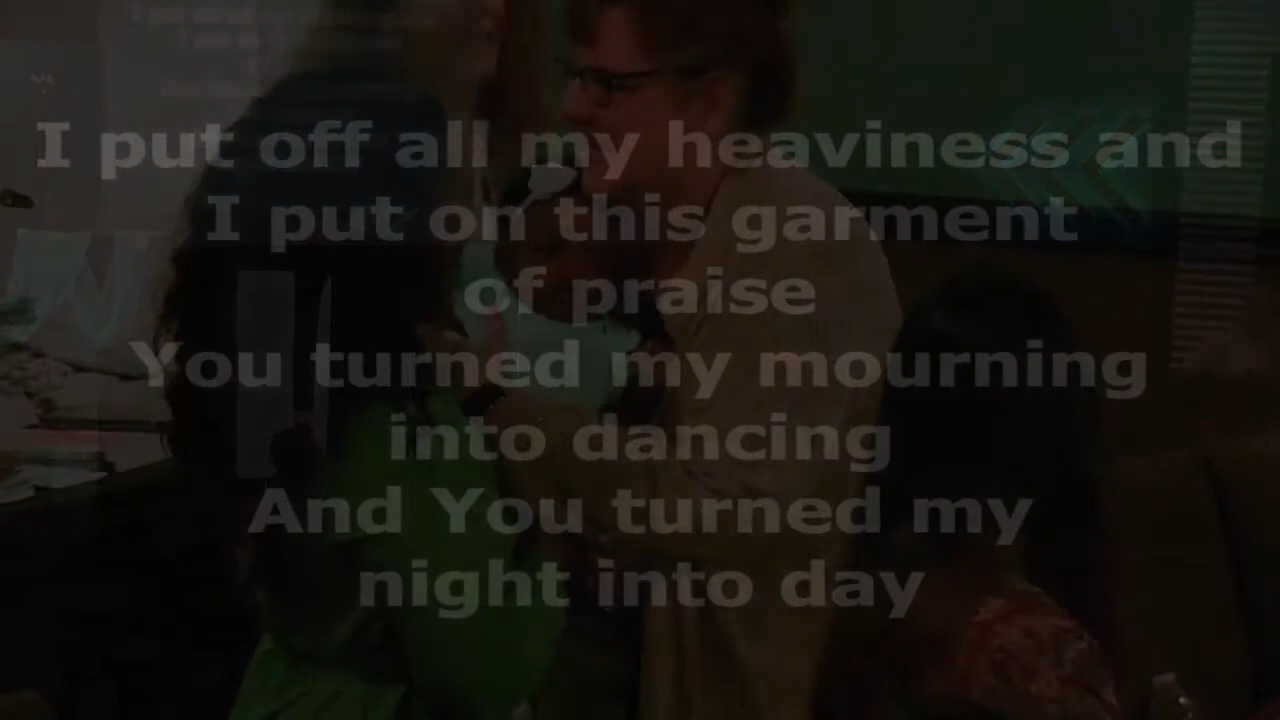 I put off all my heaviness and
I put on this garment
of praise
You turned my mourning
into dancing
And You turned my
night into day